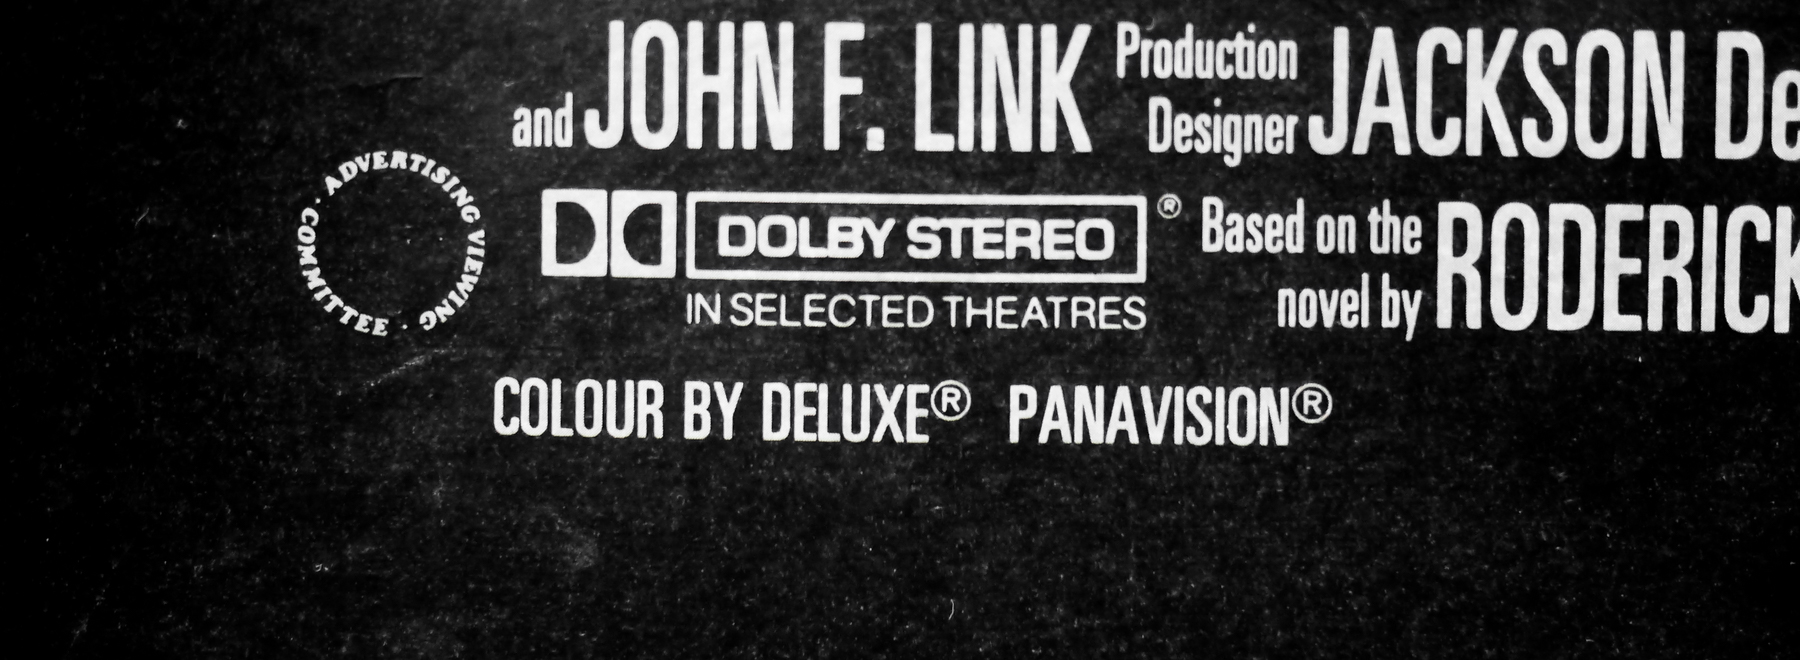 and JOHN F. LINK Production Designer JACKSON De
ADVERTISING VIEWING · COMMITTEE ·
DOLBY STEREO ®
IN SELECTED THEATRES
Based on the novel by RODERICK
COLOUR BY DELUXE® PANAVISION®